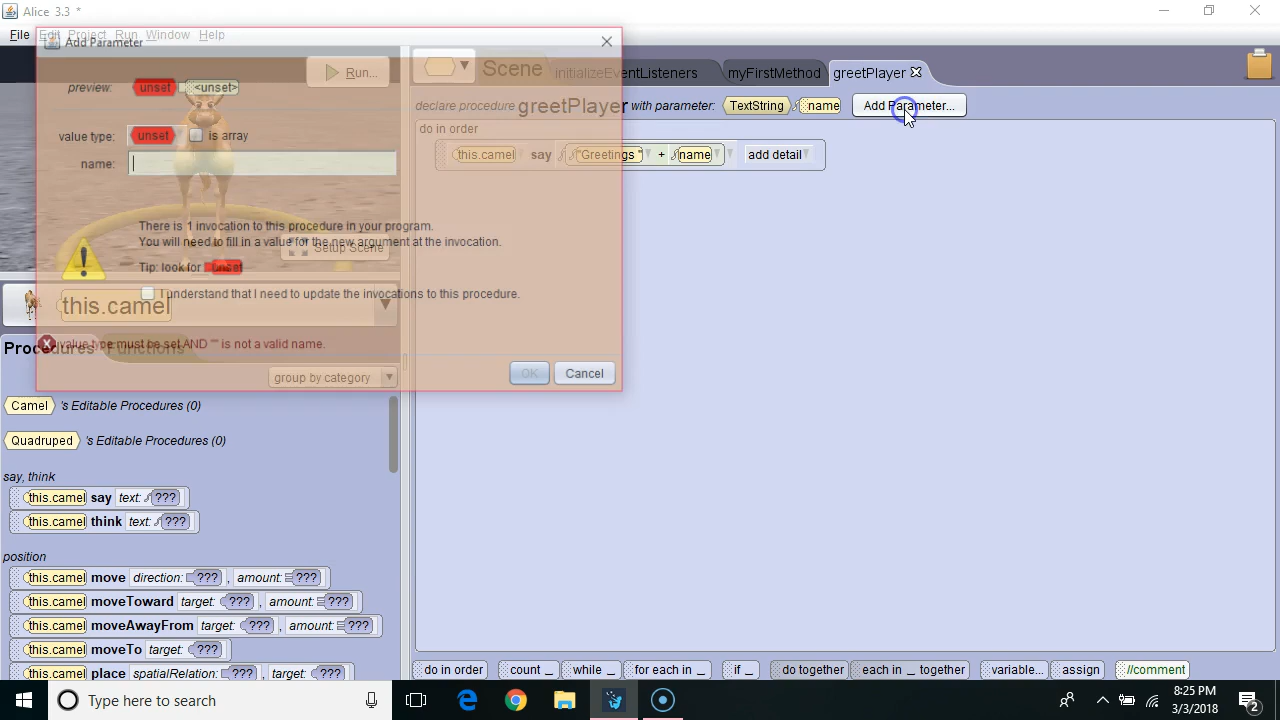 Alice 3.3 *
File Edit Project Run Window Help
Add Parameter
preview: unset <unset>
Run...
value type: unset is array
name:
There is 1 invocation to this procedure in your program.
You will need to fill in a value for the new argument at the invocation.
Setup Scene
Tip: look for unset
I understand that I need to update the invocations to this procedure.
this.camel
value type must be set AND "" is not a valid name.
Procedures Functions
group by category
OK Cancel
Camel 's Editable Procedures (0)
Quadruped 's Editable Procedures (0)
say, think
this.camel say text: ???
this.camel think text: ???
position
this.camel move direction: ??? , amount: ???
this.camel moveToward target: ??? , amount: ???
this.camel moveAwayFrom target: ??? , amount: ???
this.camel moveTo target: ???
this.camel place spatialRelation: ??? , target: ???
Scene initializeEventListeners myFirstMethod greetPlayer
declare procedure greetPlayer with parameter: TextString name Add Parameter...
do in order
this.camel say "Greetings " + name add detail
do in order count _ while _ for each in _ if _ do together each in _ together variable... assign //comment
Type here to search
8:25 PM
3/3/2018
2